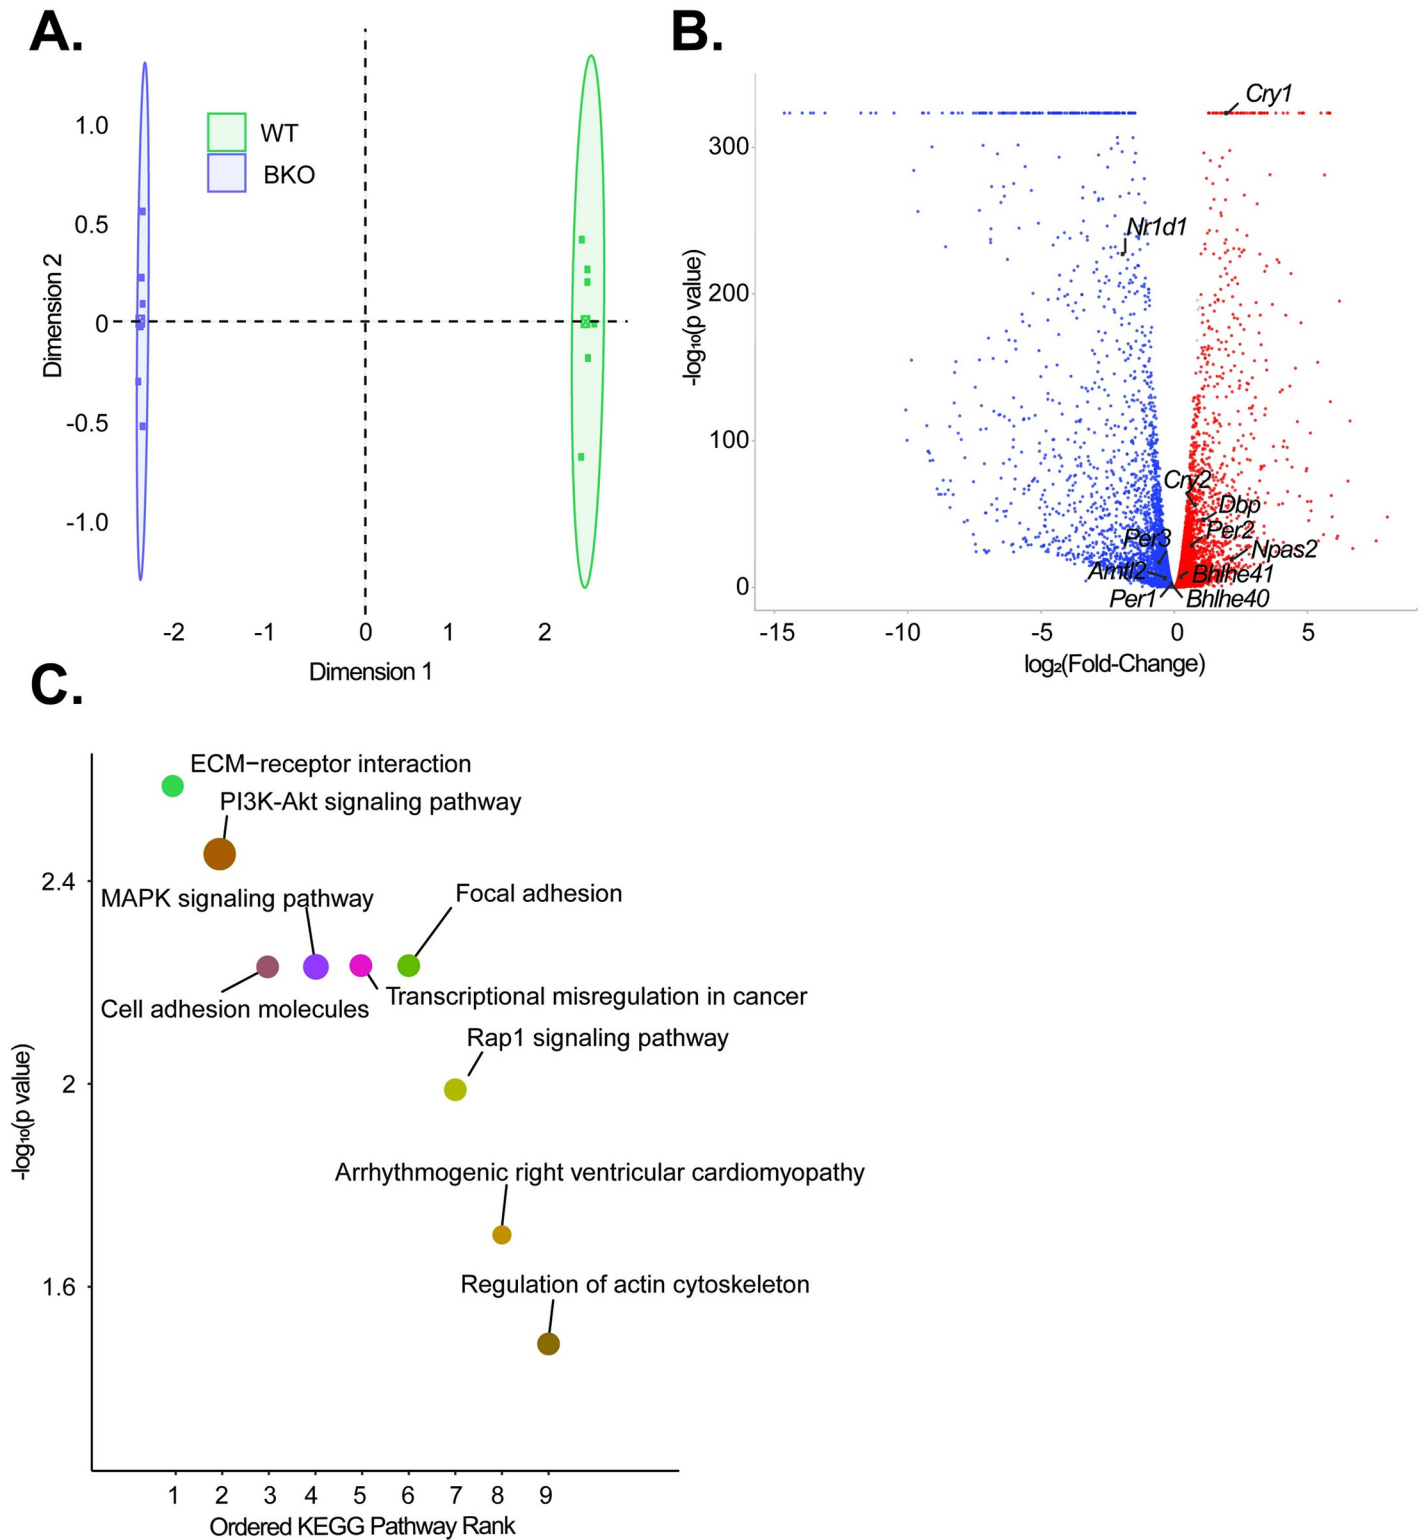 A.
1.0
0.5
0
-0.5
-1.0
Dimension 2
WT
BKO
-2
-1
0
1
2
Dimension 1
B.
300
200
100
0
-log₁₀(p value)
Cry1
Nr1d1
Cry2
Dbp
Per2
Per3
Npas2
Amtl2
Bhlhe41
Per1
Bhlhe40
-15
-10
-5
0
5
log₂(Fold-Change)
C.
ECM–receptor interaction
PI3K-Akt signaling pathway
2.4
MAPK signaling pathway
Focal adhesion
Cell adhesion molecules
Transcriptional misregulation in cancer
Rap1 signaling pathway
2
-log₁₀(p value)
Arrhythmogenic right ventricular cardiomyopathy
1.6
Regulation of actin cytoskeleton
1 2 3 4 5 6 7 8 9
Ordered KEGG Pathway Rank